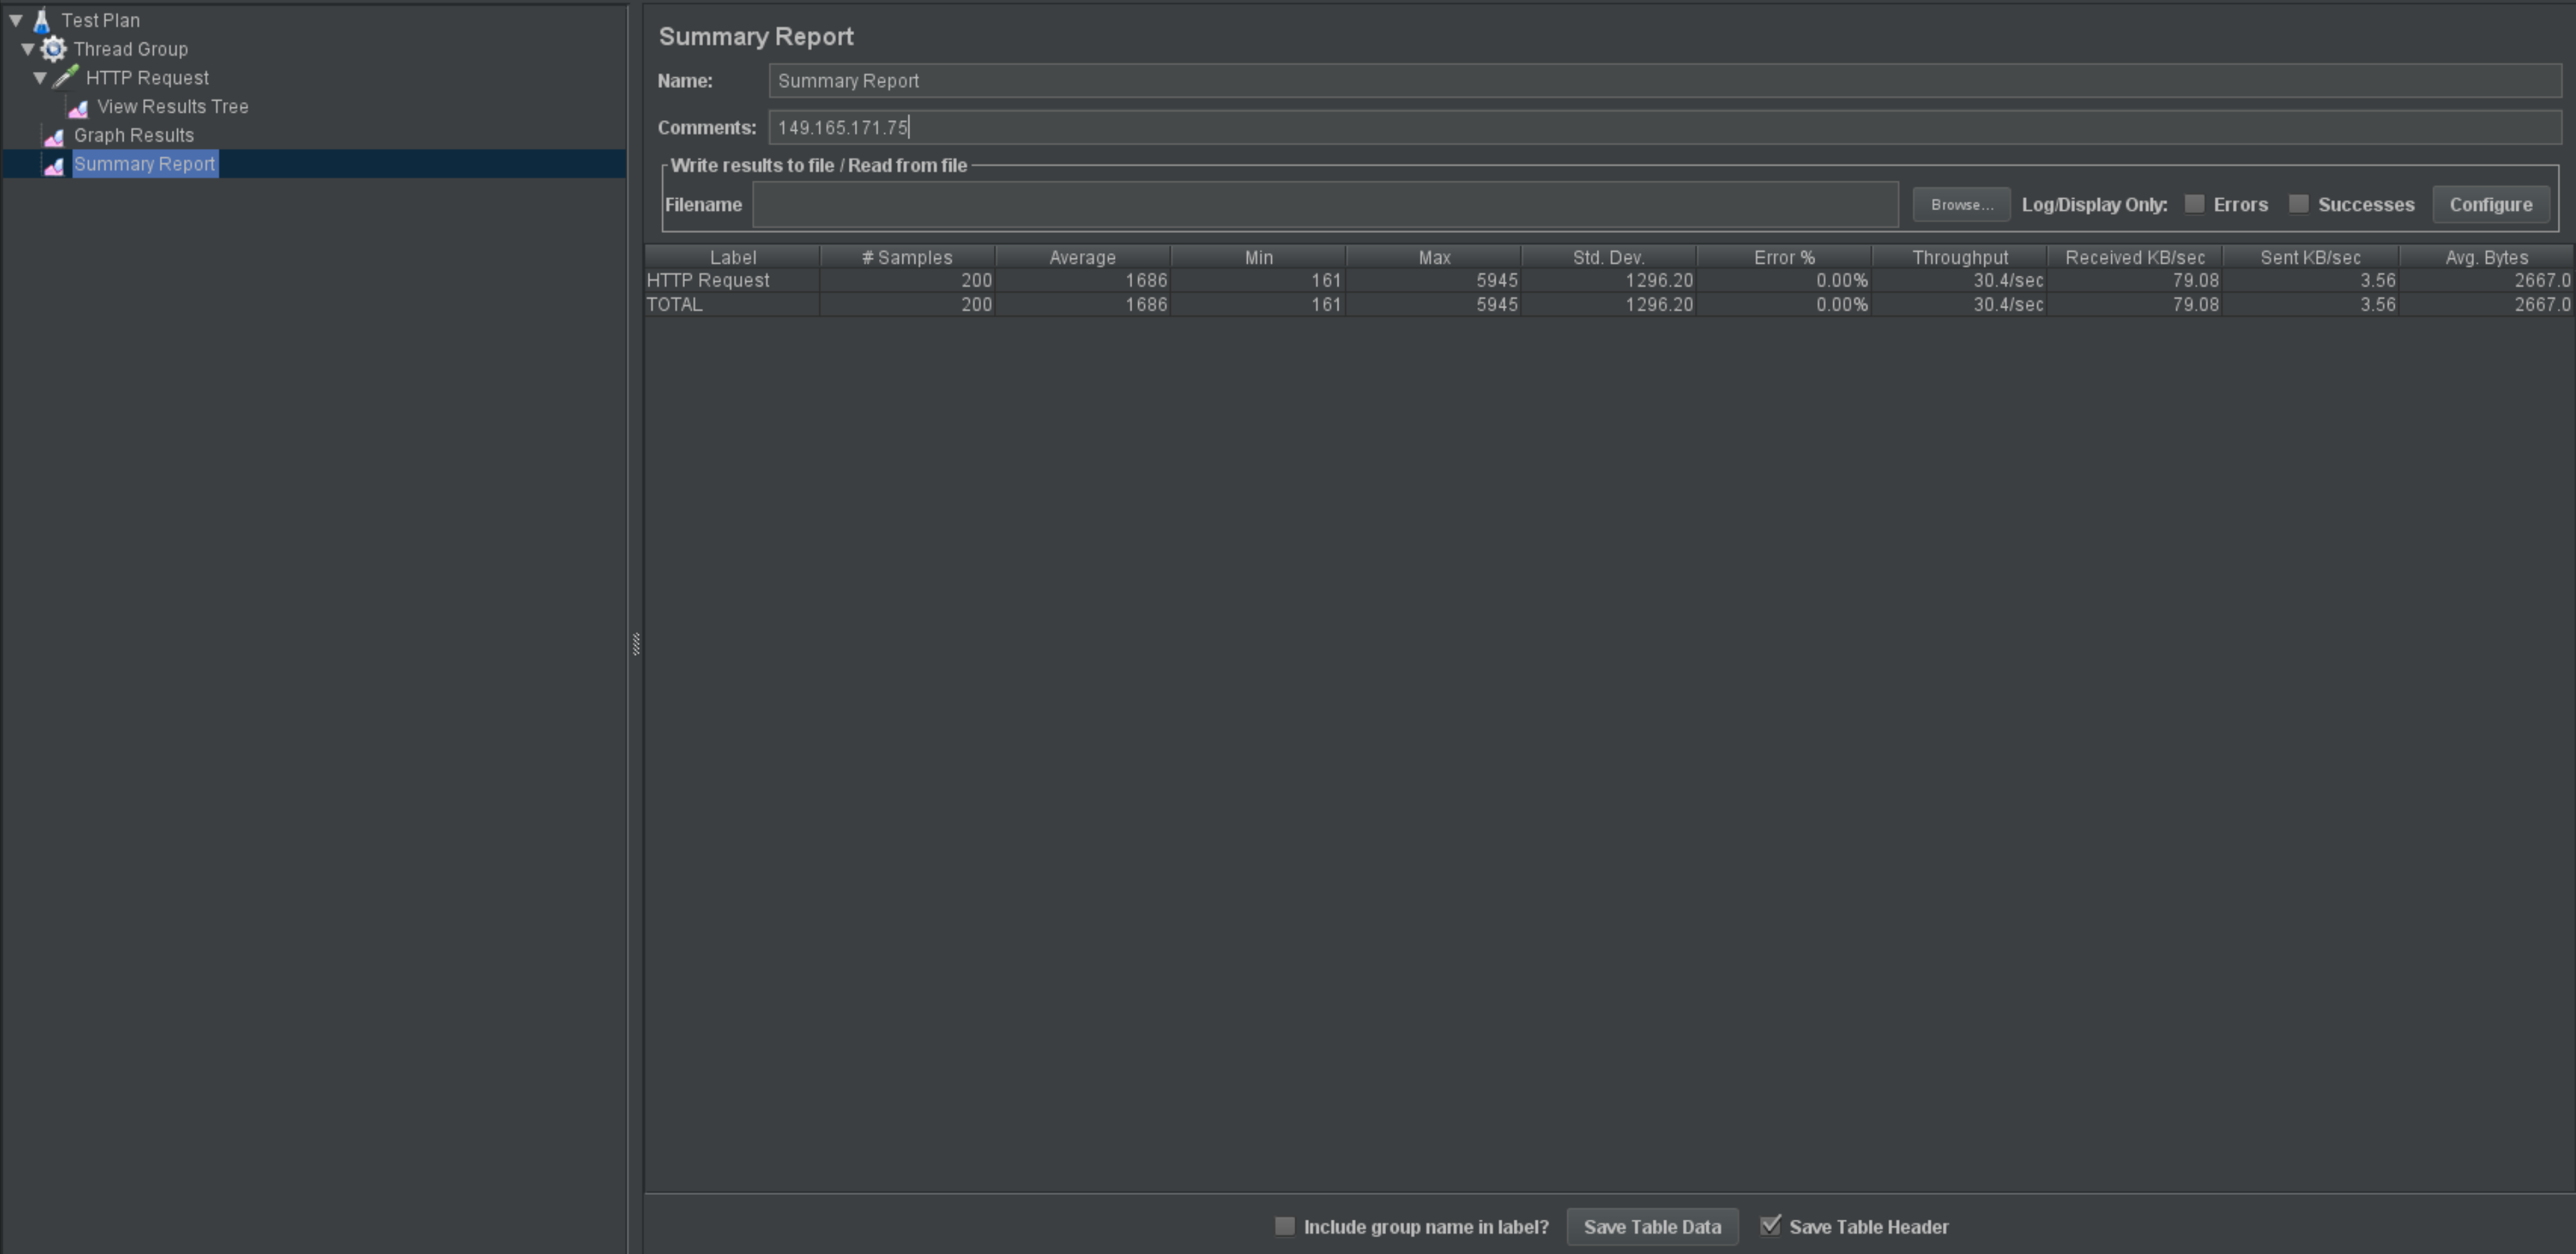 Test Plan
Thread Group
HTTP Request
View Results Tree
Graph Results
Summary Report
Summary Report
Name: Summary Report
Comments: 149.165.171.75
Write results to file / Read from file
Filename Browse... Log/Display Only: Errors Successes Configure
Label # Samples Average Min Max Std. Dev. Error % Throughput Received KB/sec Sent KB/sec Avg. Bytes
HTTP Request 200 1686 161 5945 1296.20 0.00% 30.4/sec 79.08 3.56 2667.0
TOTAL 200 1686 161 5945 1296.20 0.00% 30.4/sec 79.08 3.56 2667.0
Include group name in label? Save Table Data Save Table Header